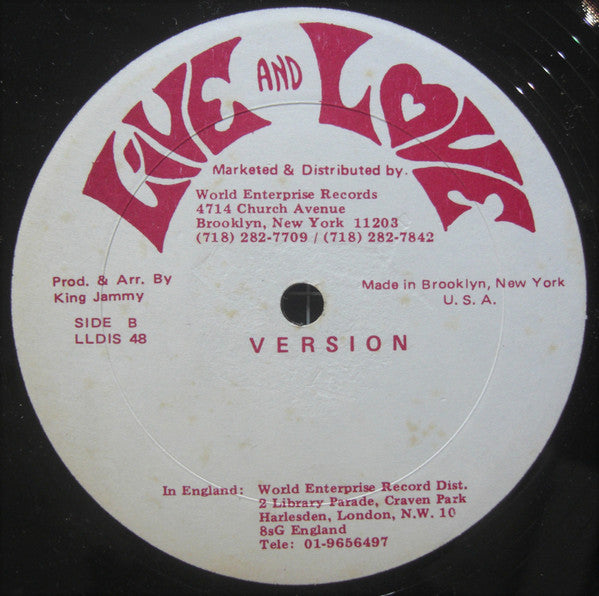 LIVE AND LOVE
Marketed & Distributed by.
World Enterprise Records
4714 Church Avenue
Brooklyn, New York 11203
(718) 282-7709 / (718) 282-7842
Prod. & Arr. By
King Jammy
SIDE B
LLDIS 48
Made in Brooklyn, New York
U. S. A.
VERSION
In England: World Enterprise Record Dist.
2 Library Parade, Craven Park
Harlesden, London, N.W. 10
8sG England
Tele: 01-9656497